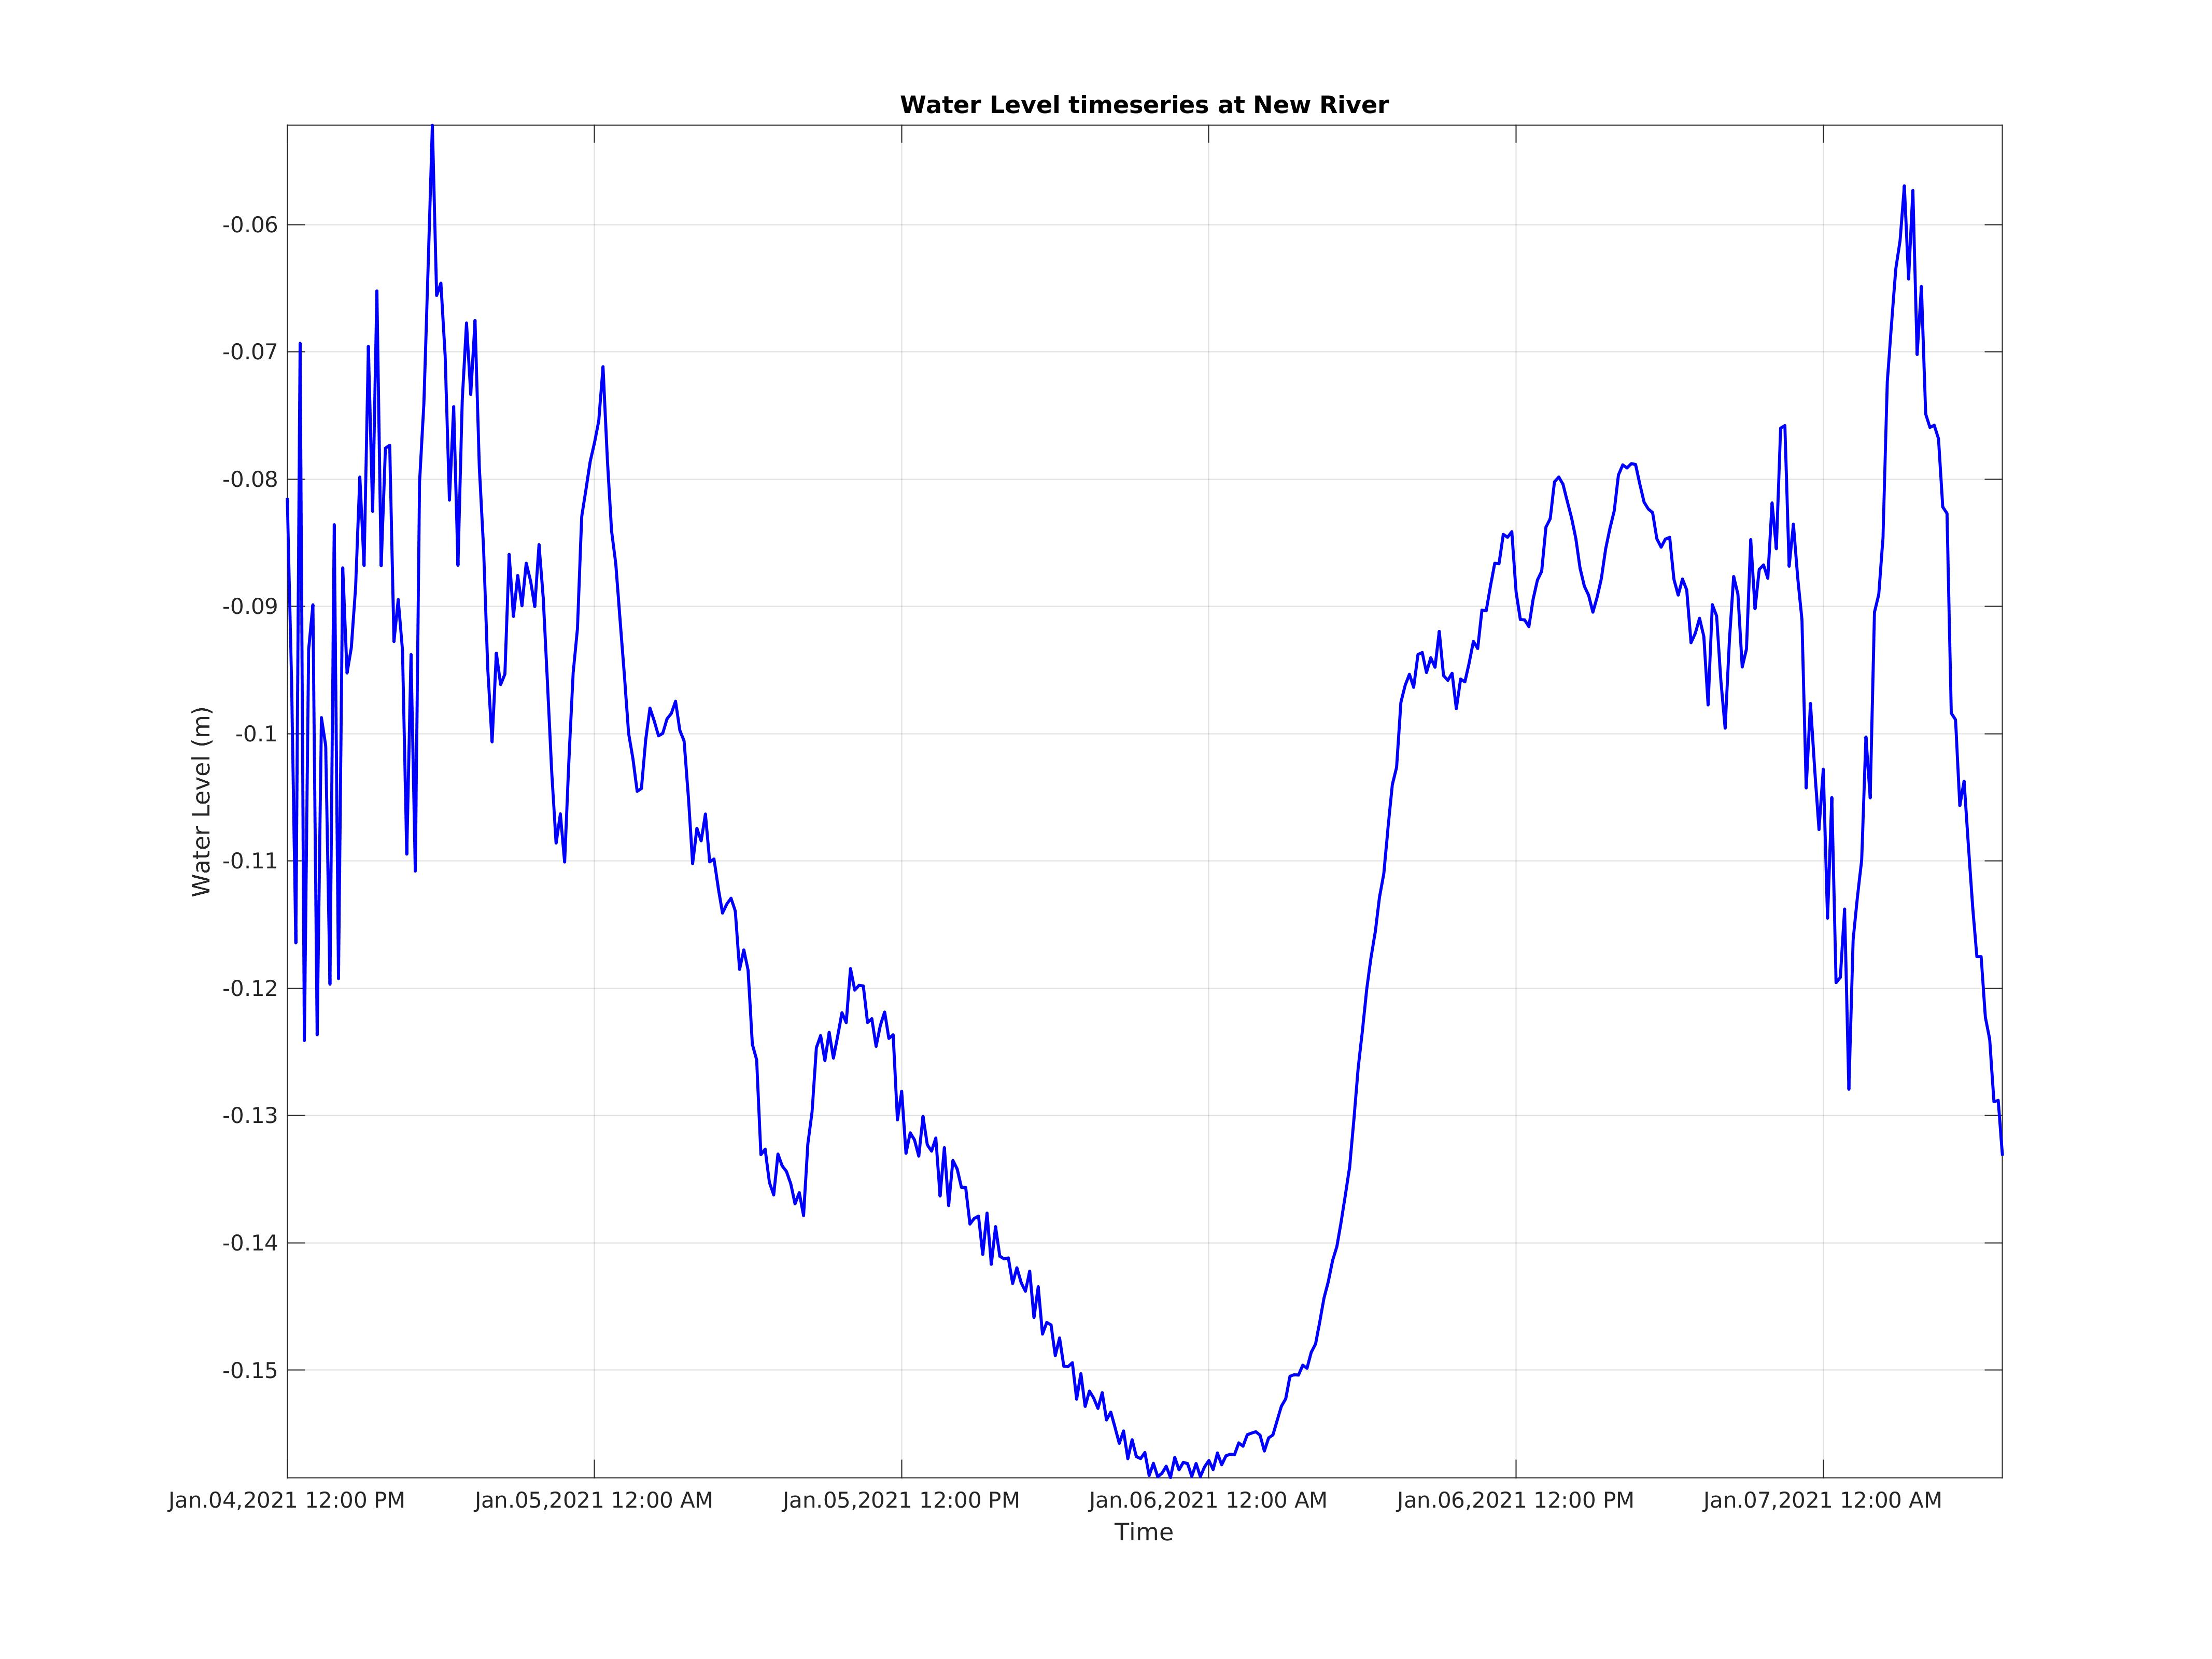 Water Level timeseries at New River
-0.06
-0.07
-0.08
-0.09
-0.1
-0.11
-0.12
-0.13
-0.14
-0.15
Water Level (m)
Jan.04,2021 12:00 PM
Jan.05,2021 12:00 AM
Jan.05,2021 12:00 PM
Jan.06,2021 12:00 AM
Jan.06,2021 12:00 PM
Jan.07,2021 12:00 AM
Time